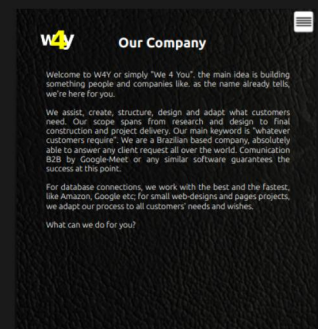 w4y
Our Company
Welcome to W4Y or simply "We 4 You". the main idea is building
something people and companies like. as the name already tells,
we're here for you.
We assist, create, structure, design and adapt what customers
need. Our scope spans from research and design to final
construction and project delivery. Our main keyword is "whatever
customers require". We are a Brazilian based company, absolutely
able to answer any client request all over the world. Comunication
B2B by Google-Meet or any similar software guarantees the
success at this point.
For database connections, we work with the best and the fastest,
like Amazon, Google etc; for small web-designs and pages projects,
we adapt our process to all customers' needs and wishes.
What can we do for you?